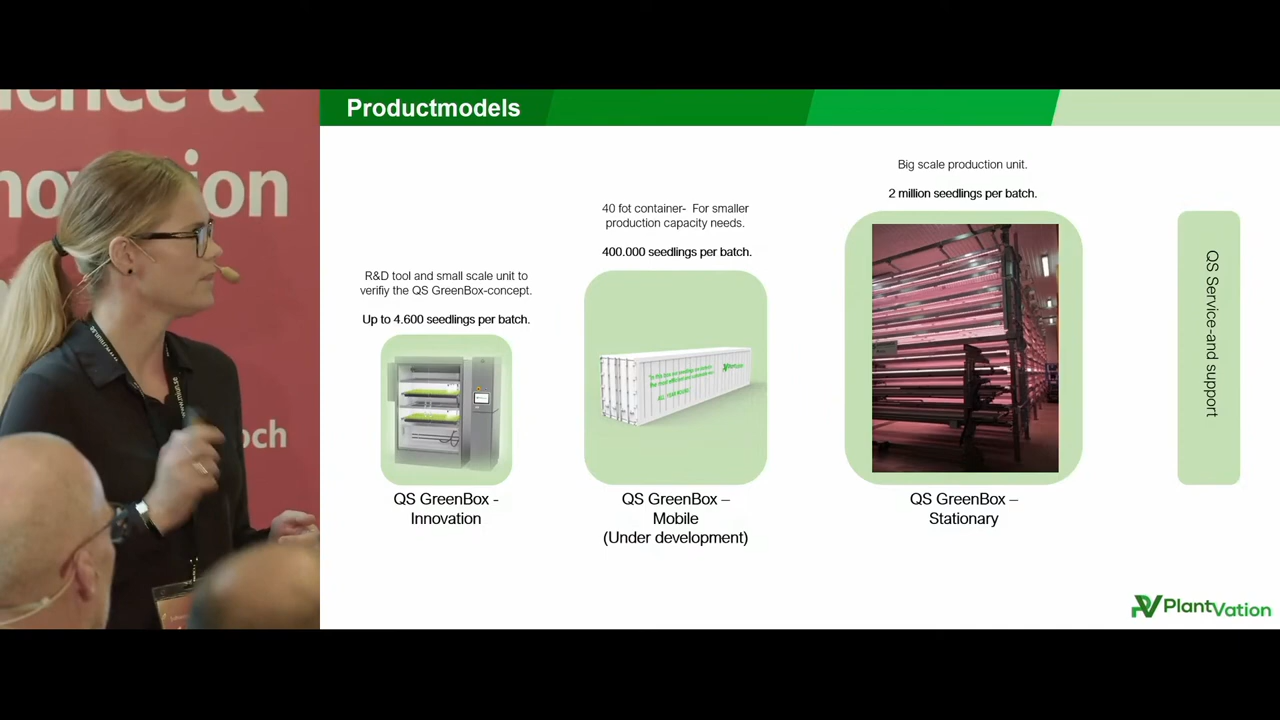 ience &
nnovation
och
Productmodels
R&D tool and small scale unit to
verifiy the QS GreenBox-concept.
Up to 4.600 seedlings per batch.
QS GreenBox -
Innovation
40 fot container- For smaller
production capacity needs.
400.000 seedlings per batch.
QS GreenBox –
Mobile
(Under development)
Big scale production unit.
2 million seedlings per batch.
QS GreenBox –
Stationary
QS Service-and support
PlantVation